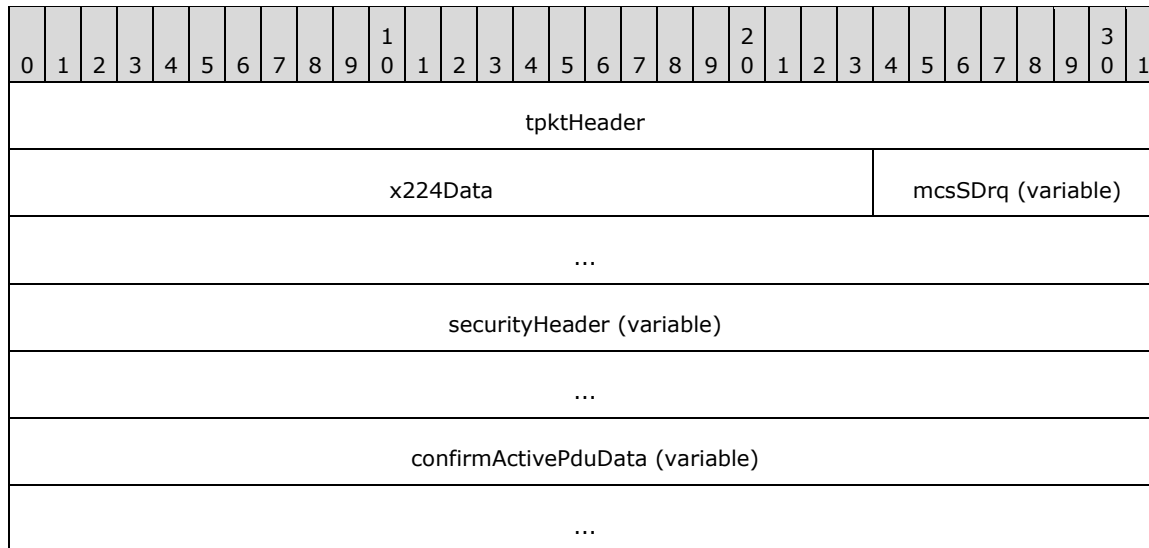 1 2 3
0 1 2 3 4 5 6 7 8 9 0 1 2 3 4 5 6 7 8 9 0 1 2 3 4 5 6 7 8 9 0 1
tpktHeader
x224Data mcsSDrq (variable)
...
securityHeader (variable)
...
confirmActivePduData (variable)
...